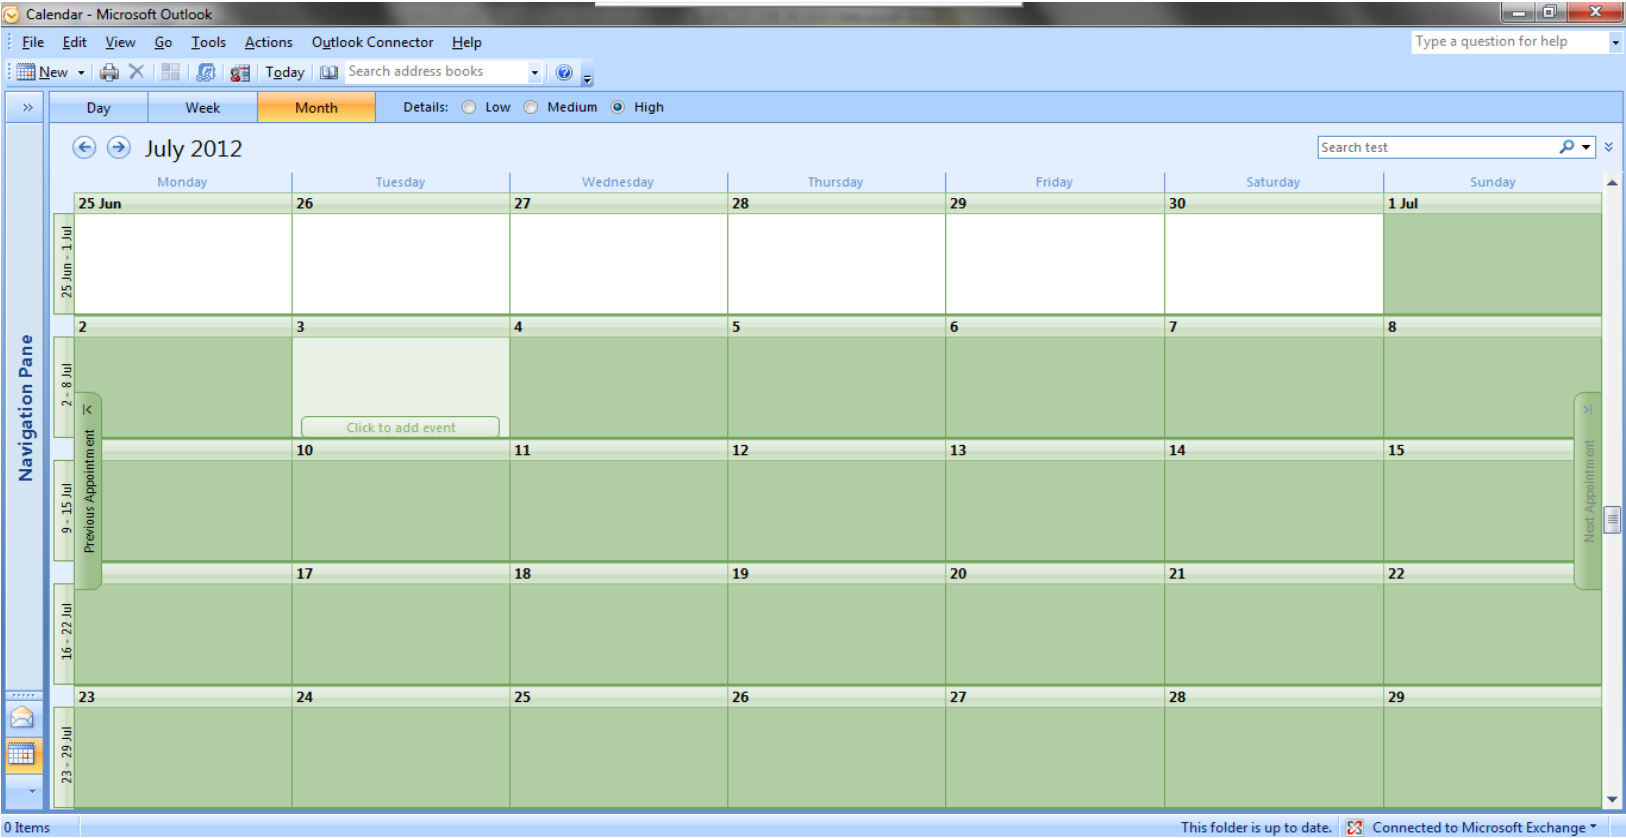 Calendar - Microsoft Outlook
File Edit View Go Tools Actions Outlook Connector Help Type a question for help
New Today Search address books
Day Week Month Details: Low Medium High
July 2012 Search test
Monday Tuesday Wednesday Thursday Friday Saturday Sunday
25 Jun 26 27 28 29 30 1 Jul
25 Jun - 1 Jul
2 3 4 5 6 7 8
2 - 8 Jul
Click to add event
Navigation Pane
Previous Appointment
Next Appointment
10 11 12 13 14 15
9 - 15 Jul
17 18 19 20 21 22
16 - 22 Jul
23 24 25 26 27 28 29
23 - 29 Jul
0 Items This folder is up to date. Connected to Microsoft Exchange